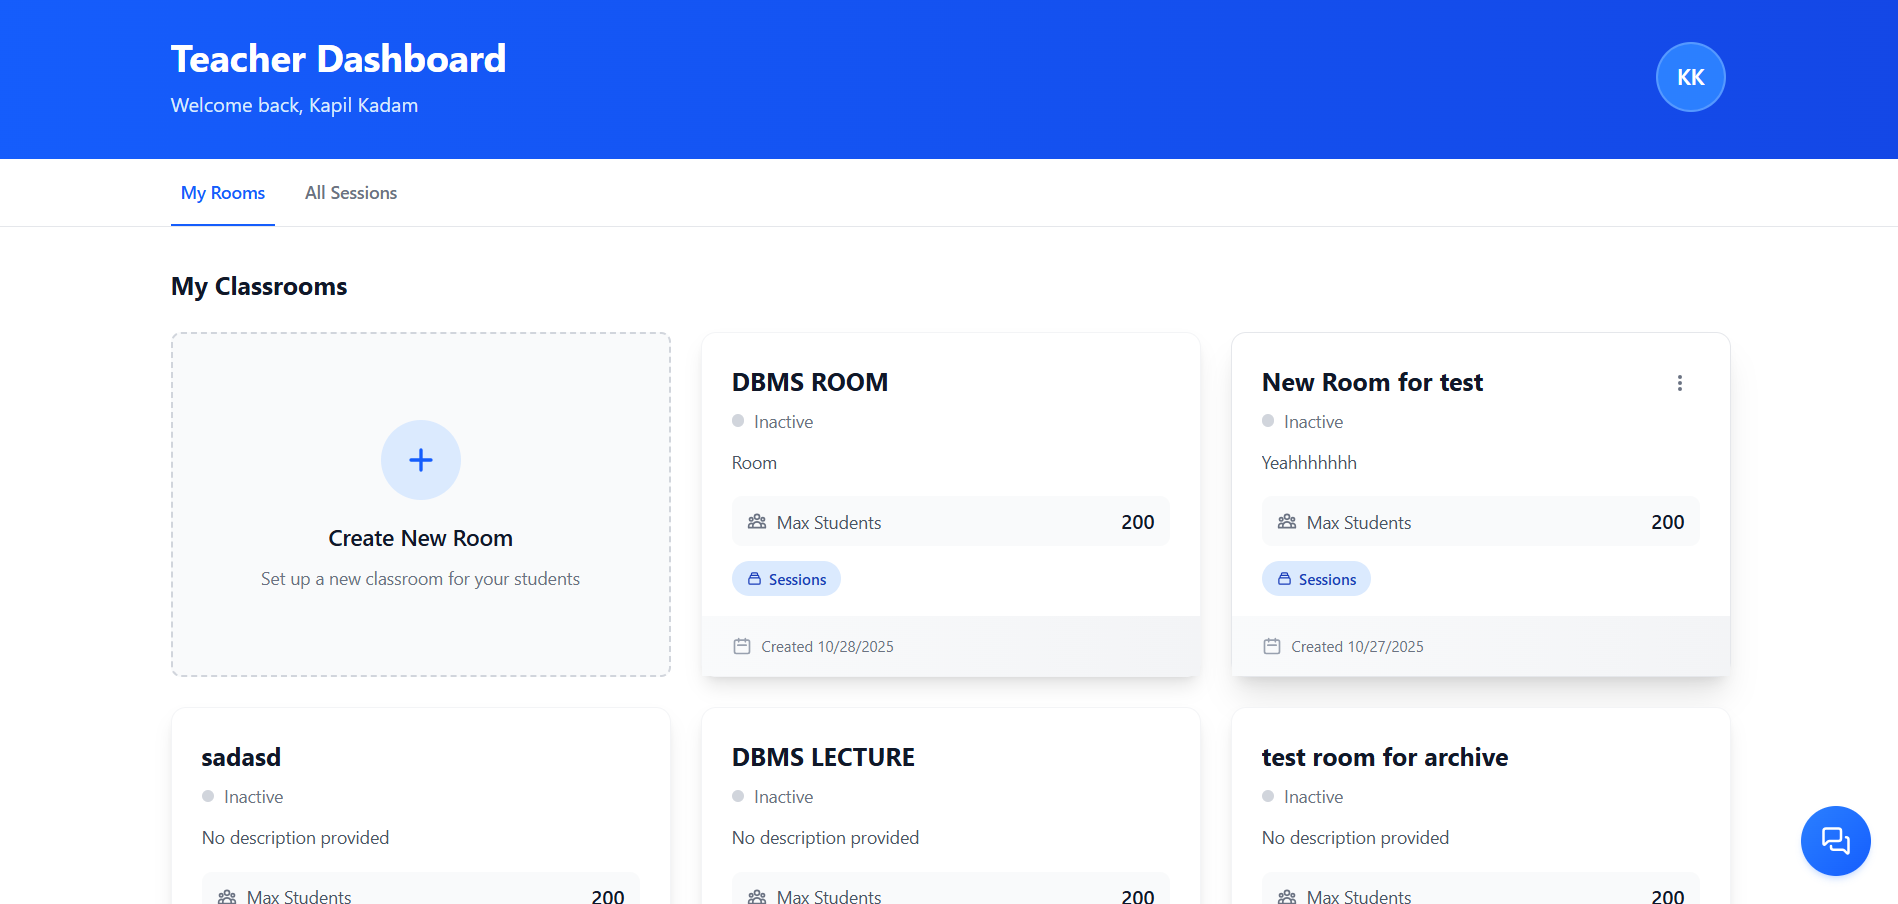 Teacher Dashboard
Welcome back, Kapil Kadam
KK
My Rooms
All Sessions
My Classrooms
Create New Room
Set up a new classroom for your students
DBMS ROOM
Inactive
Room
Max Students 200
Sessions
Created 10/28/2025
New Room for test
Inactive
Yeahhhhhhh
Max Students 200
Sessions
Created 10/27/2025
sadasd
Inactive
No description provided
Max Students 200
DBMS LECTURE
Inactive
No description provided
Max Students 200
test room for archive
Inactive
No description provided
Max Students 200